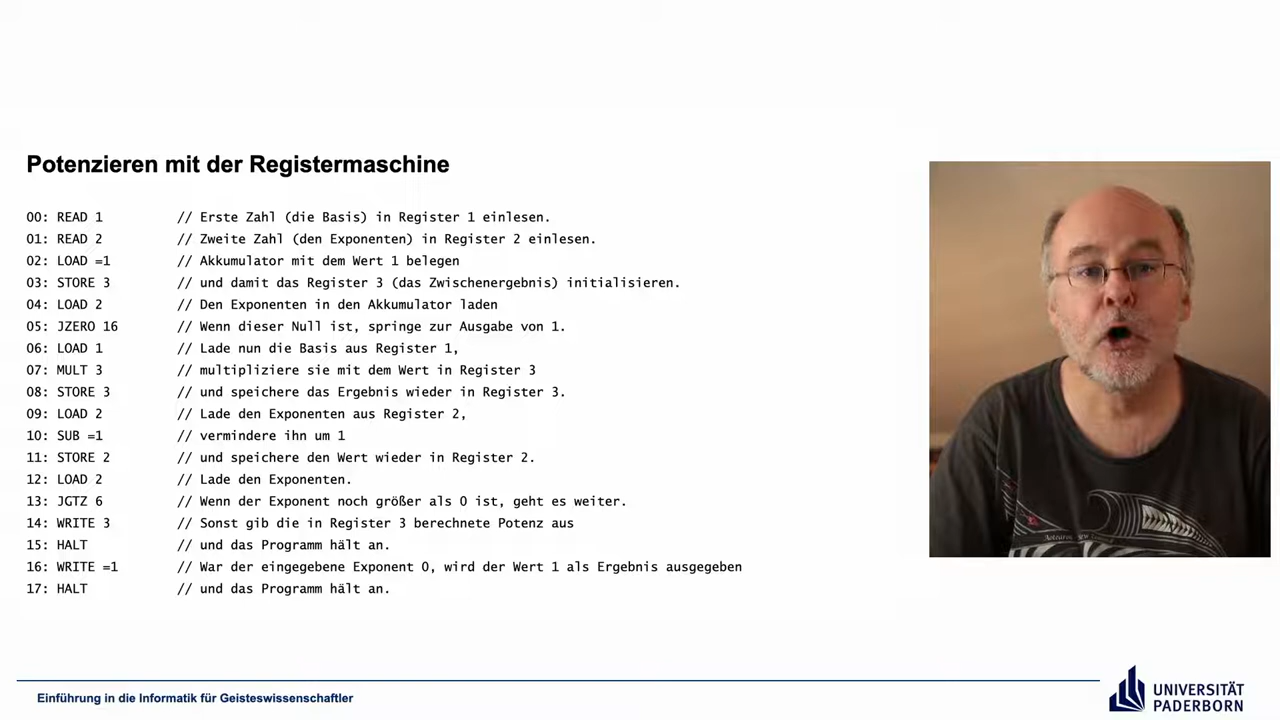 Potenzieren mit der Registermaschine
00: READ 1 // Erste Zahl (die Basis) in Register 1 einlesen.
01: READ 2 // Zweite Zahl (den Exponenten) in Register 2 einlesen.
02: LOAD =1 // Akkumulator mit dem Wert 1 belegen
03: STORE 3 // und damit das Register 3 (das Zwischenergebnis) initialisieren.
04: LOAD 2 // Den Exponenten in den Akkumulator laden
05: JZERO 16 // Wenn dieser Null ist, springe zur Ausgabe von 1.
06: LOAD 1 // Lade nun die Basis aus Register 1,
07: MULT 3 // multipliziere sie mit dem Wert in Register 3
08: STORE 3 // und speichere das Ergebnis wieder in Register 3.
09: LOAD 2 // Lade den Exponenten aus Register 2,
10: SUB =1 // vermindere ihn um 1
11: STORE 2 // und speichere den Wert wieder in Register 2.
12: LOAD 2 // Lade den Exponenten.
13: JGTZ 6 // Wenn der Exponent noch größer als 0 ist, geht es weiter.
14: WRITE 3 // Sonst gib die in Register 3 berechnete Potenz aus
15: HALT // und das Programm hält an.
16: WRITE =1 // War der eingegebene Exponent 0, wird der Wert 1 als Ergebnis ausgegeben
17: HALT // und das Programm hält an.
Einführung in die Informatik für Geisteswissenschaftler
UNIVERSITÄT
PADERBORN